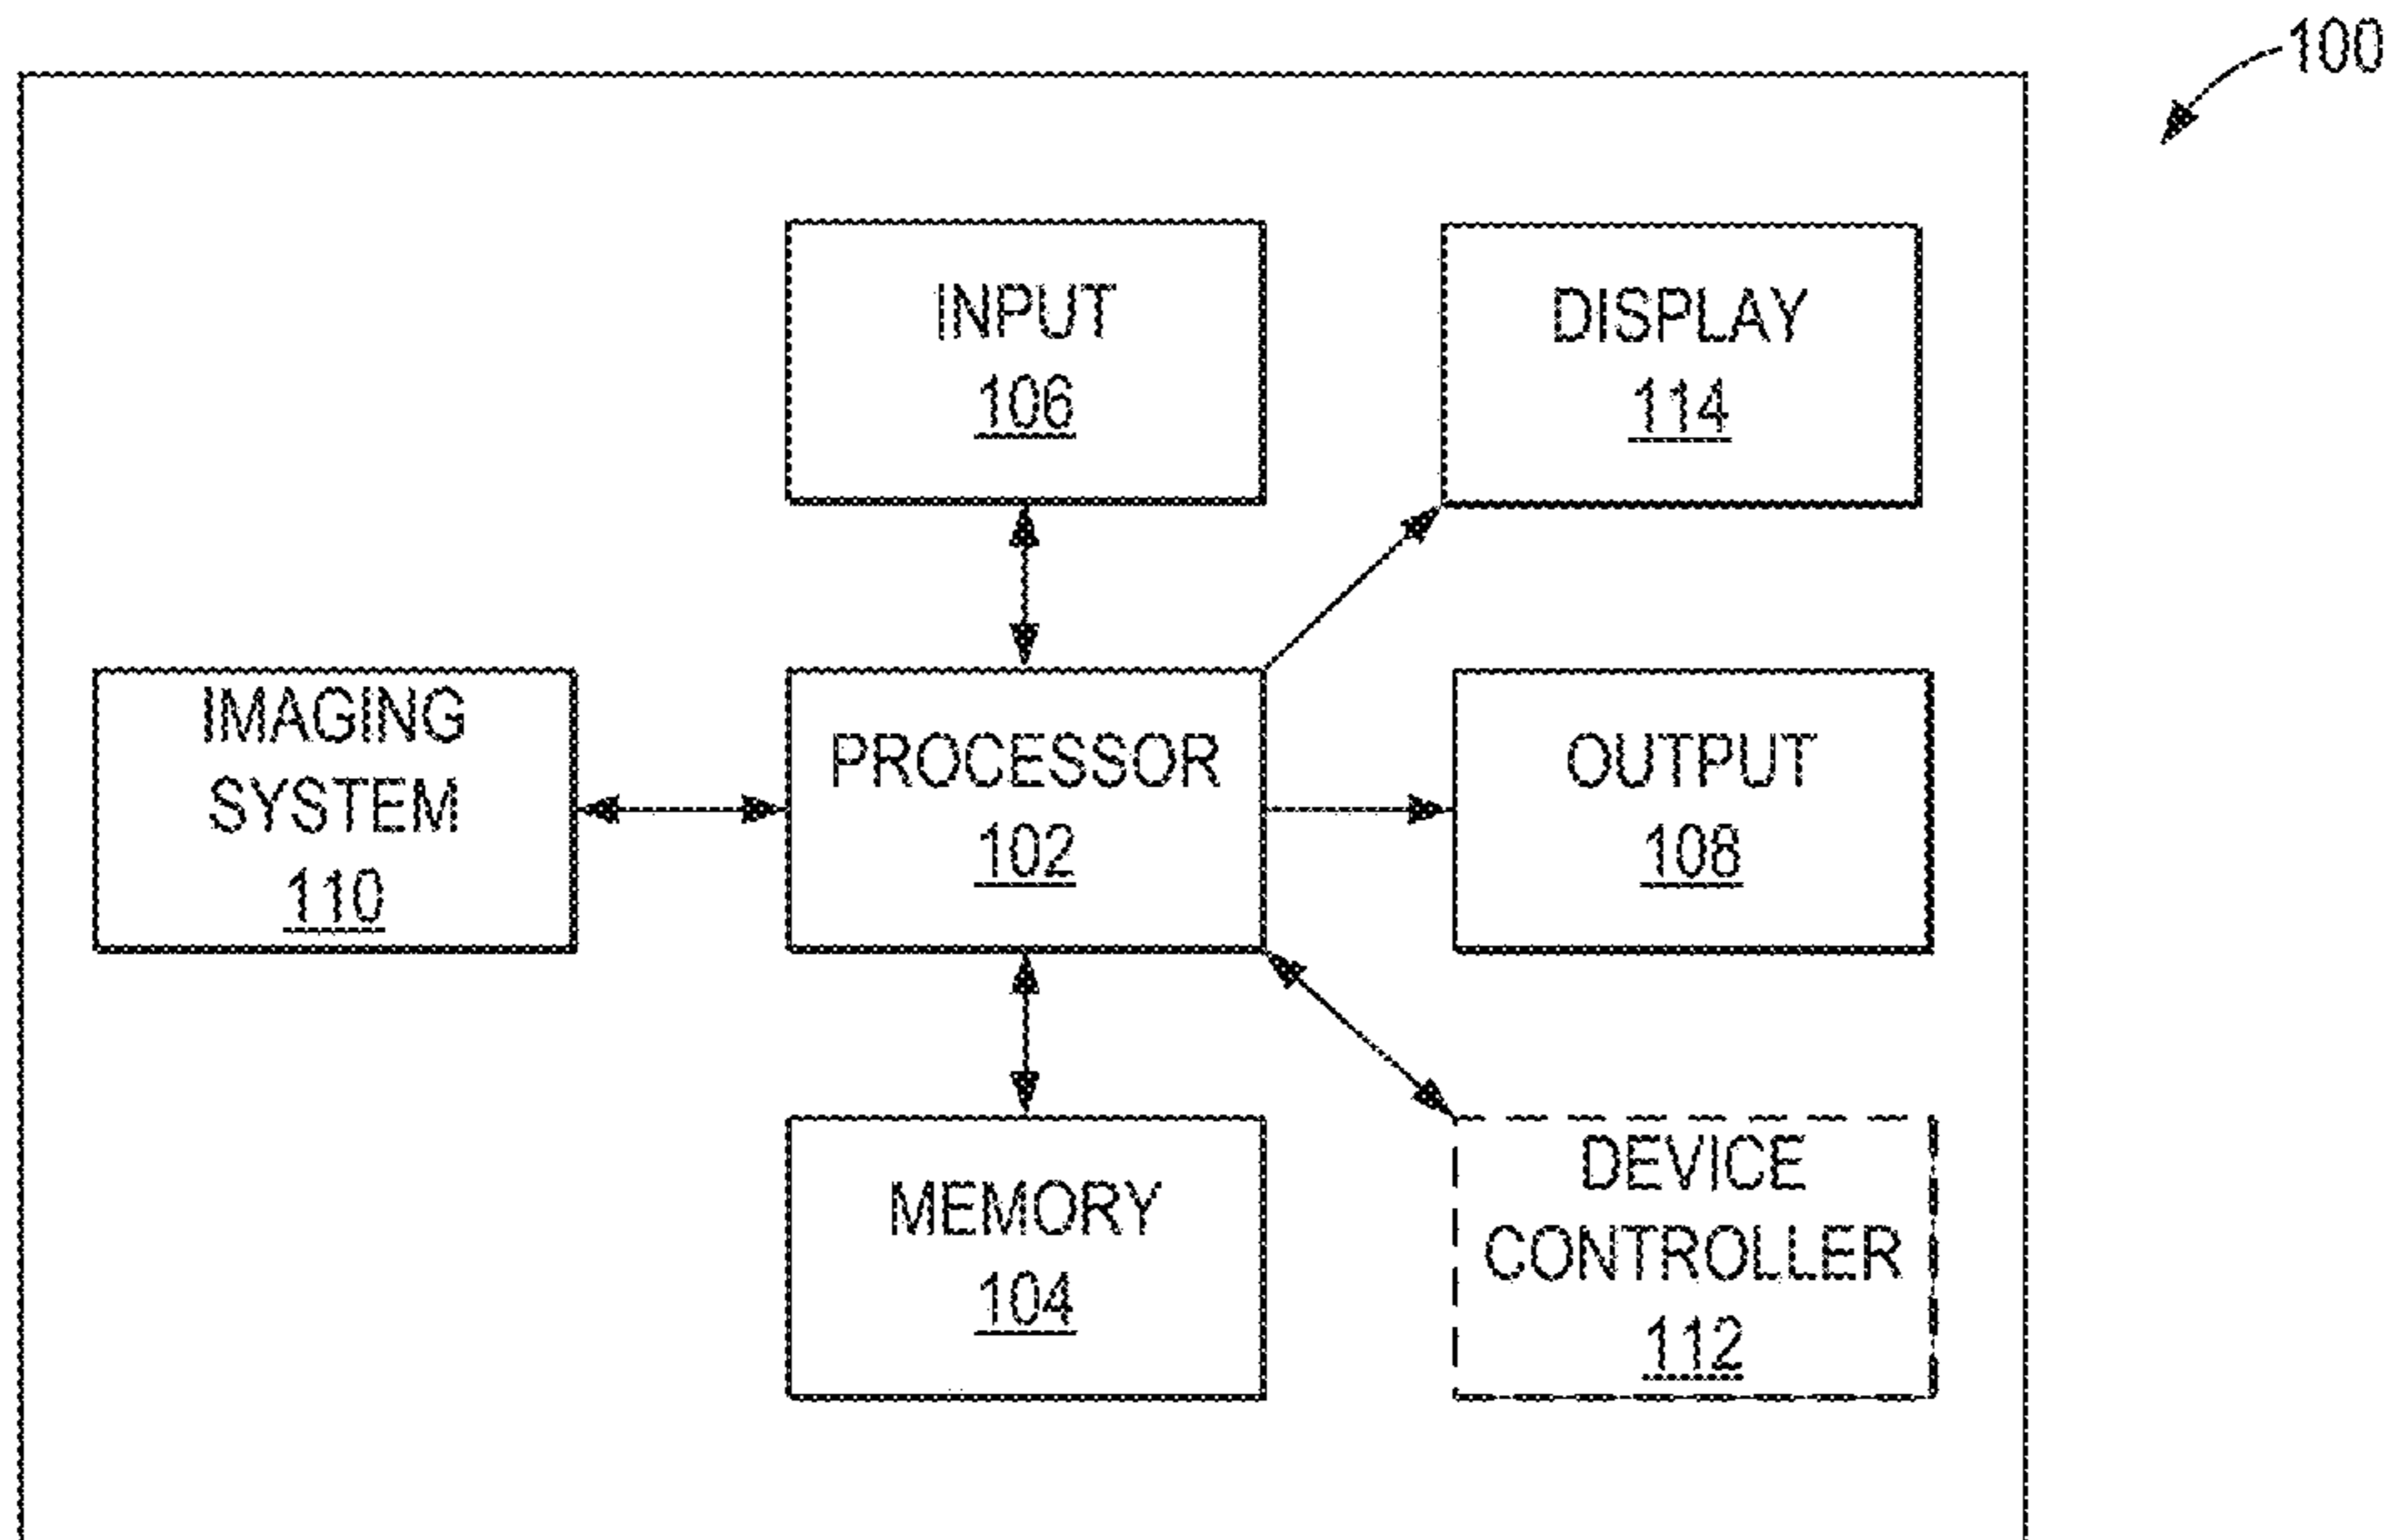 100
INPUT
106
DISPLAY
114
IMAGING
SYSTEM
110
PROCESSOR
102
OUTPUT
108
MEMORY
104
DEVICE
CONTROLLER
112